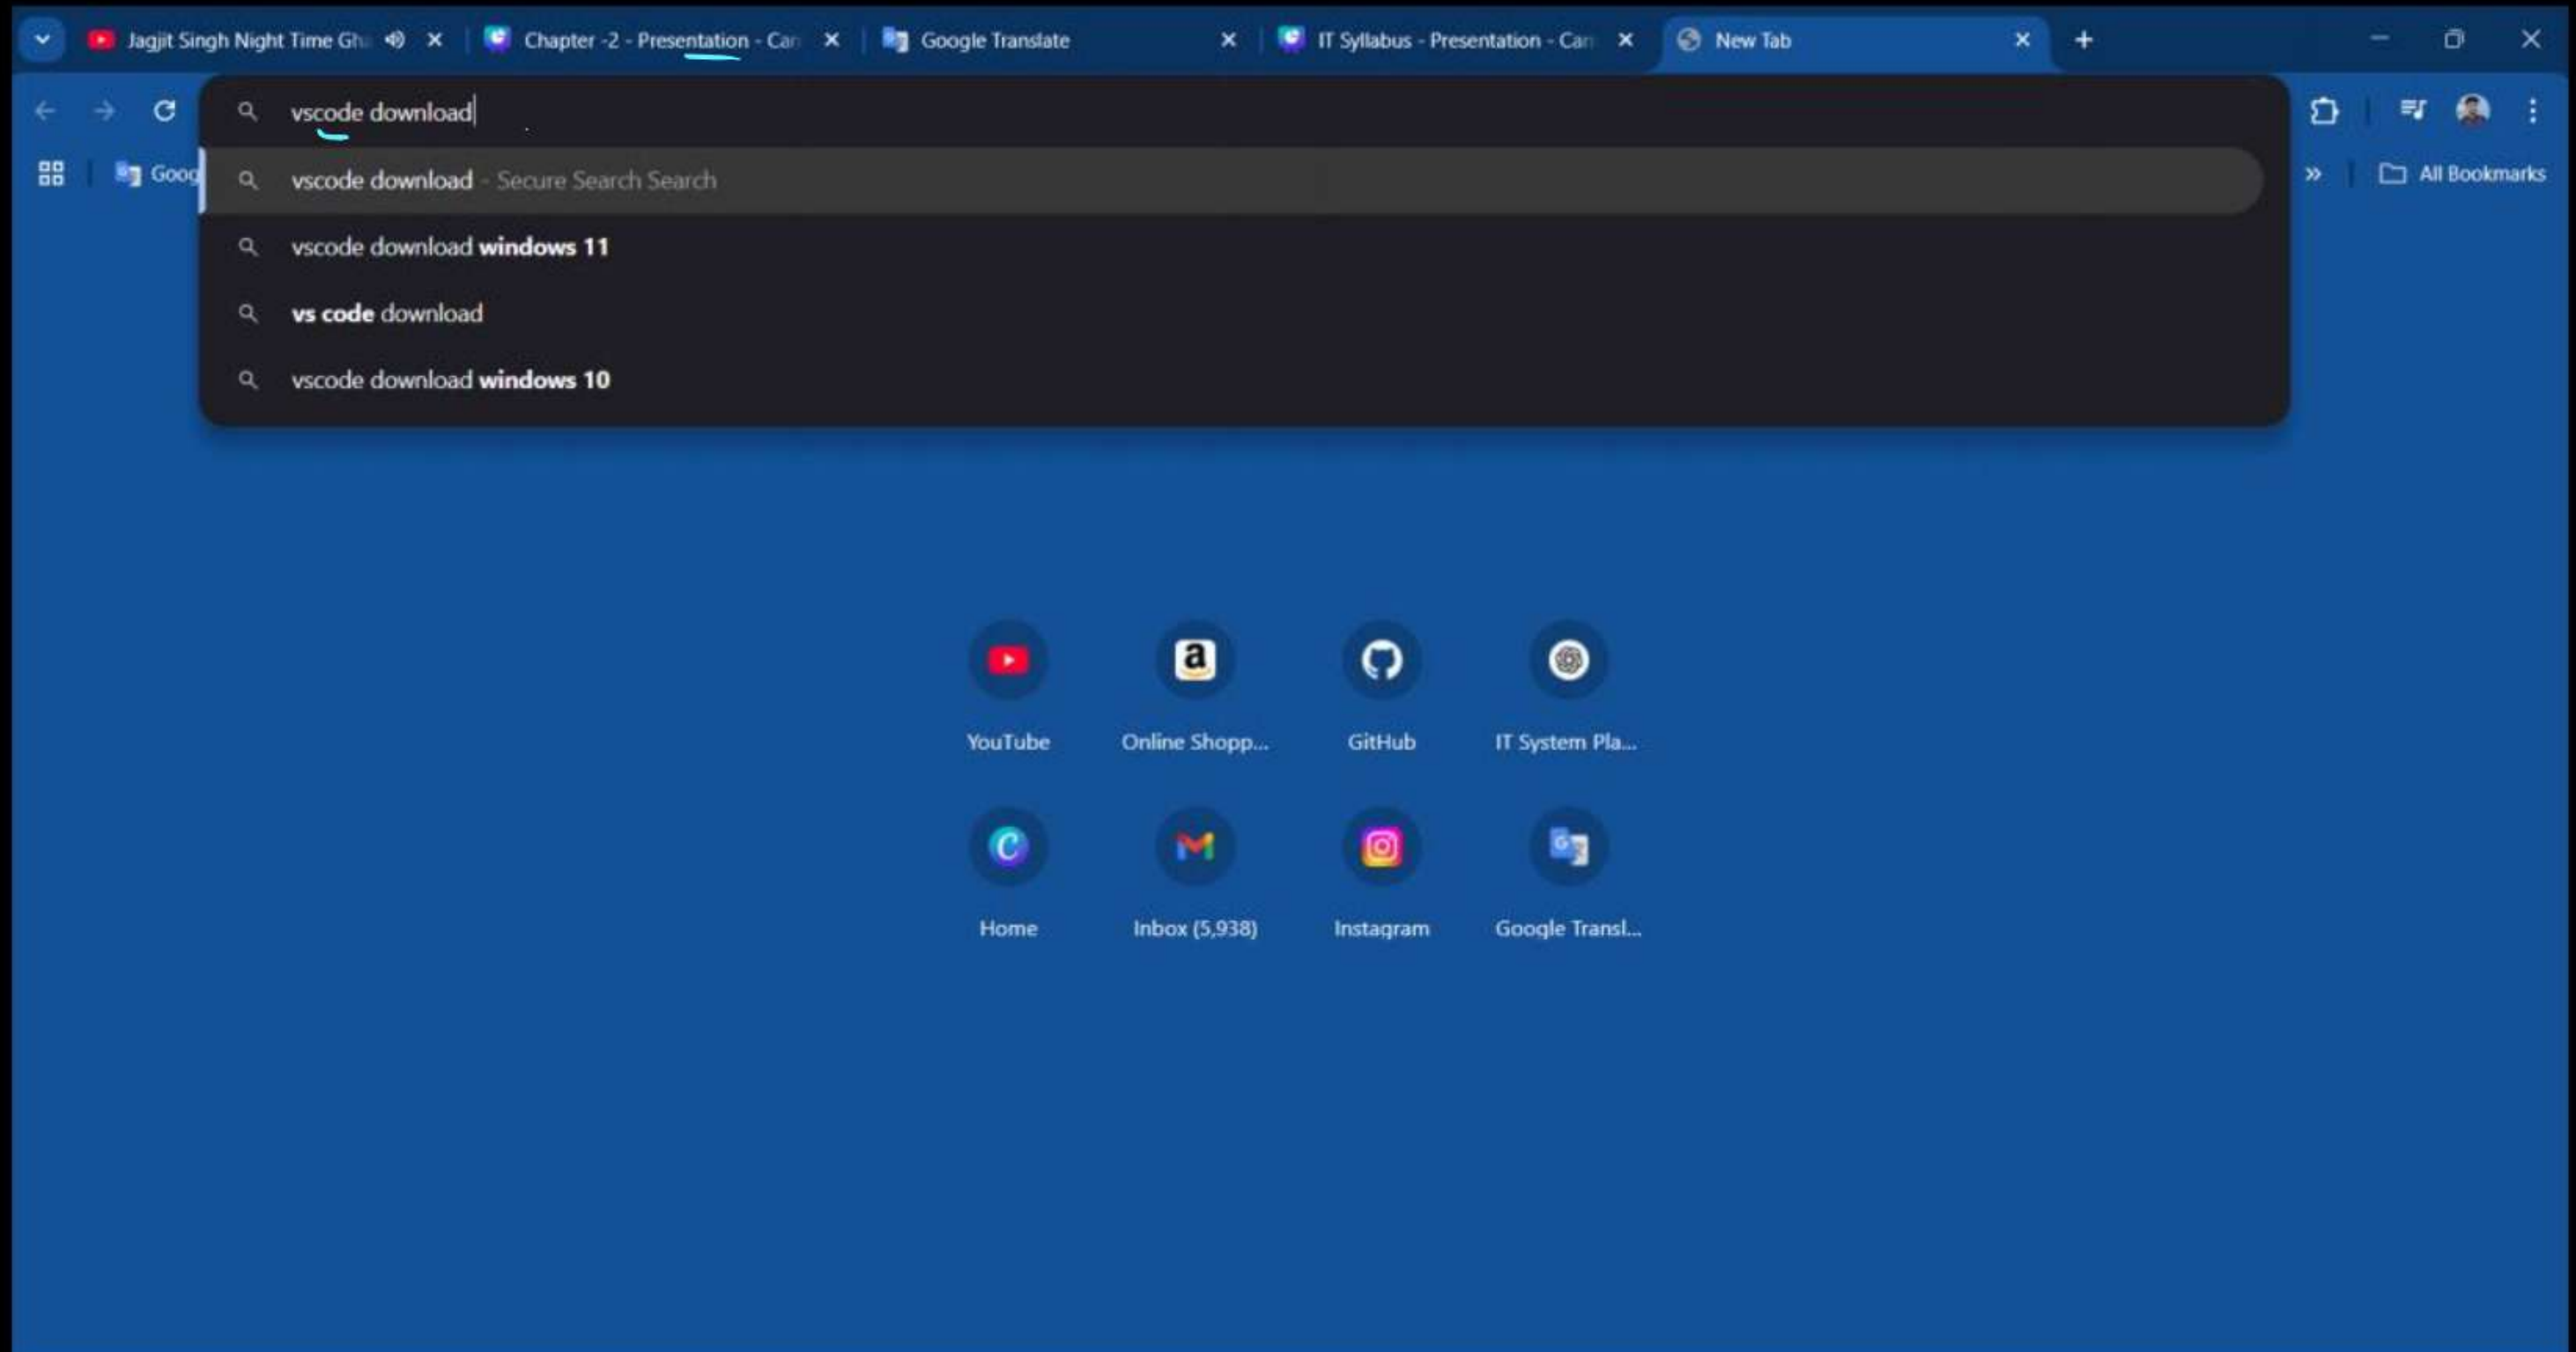 Jagjit Singh Night Time Gha
Chapter -2 - Presentation - Can
Google Translate
IT Syllabus - Presentation - Can
New Tab
vscode download
Goog
All Bookmarks
vscode download - Secure Search Search
vscode download windows 11
vs code download
vscode download windows 10
YouTube
Online Shopp...
GitHub
IT System Pla...
Home
Inbox (5,938)
Instagram
Google Transl...